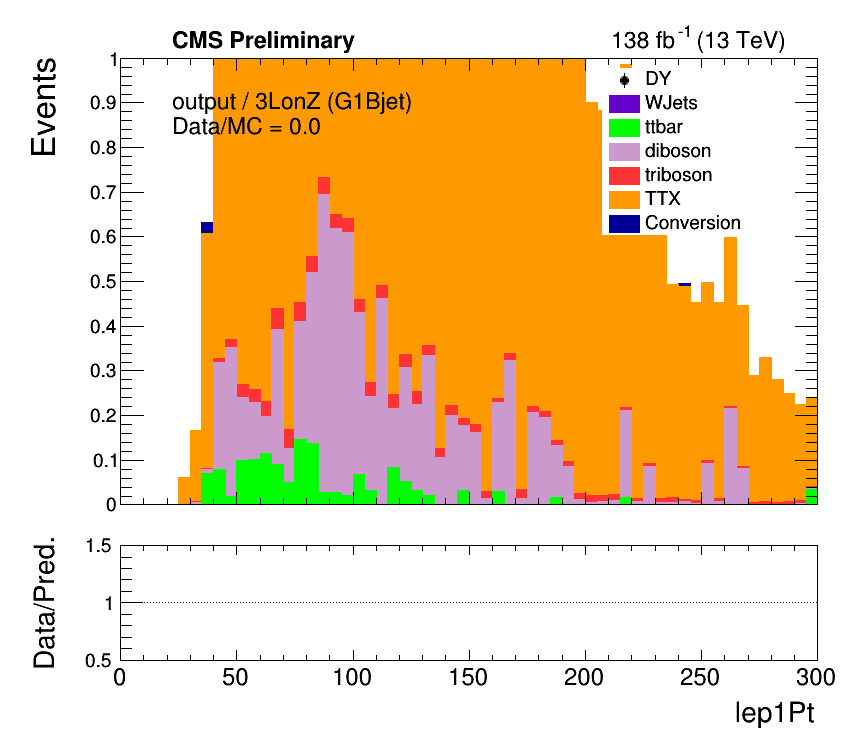 CMS Preliminary
138 fb-1 (13 TeV)
Events
output / 3LonZ (G1Bjet)
Data/MC = 0.0
DY
WJets
ttbar
diboson
triboson
TTX
Conversion
1
0.9
0.8
0.7
0.6
0.5
0.4
0.3
0.2
0.1
0
Data/Pred.
1.5
1
0.5
0 50 100 150 200 250 300
lep1Pt